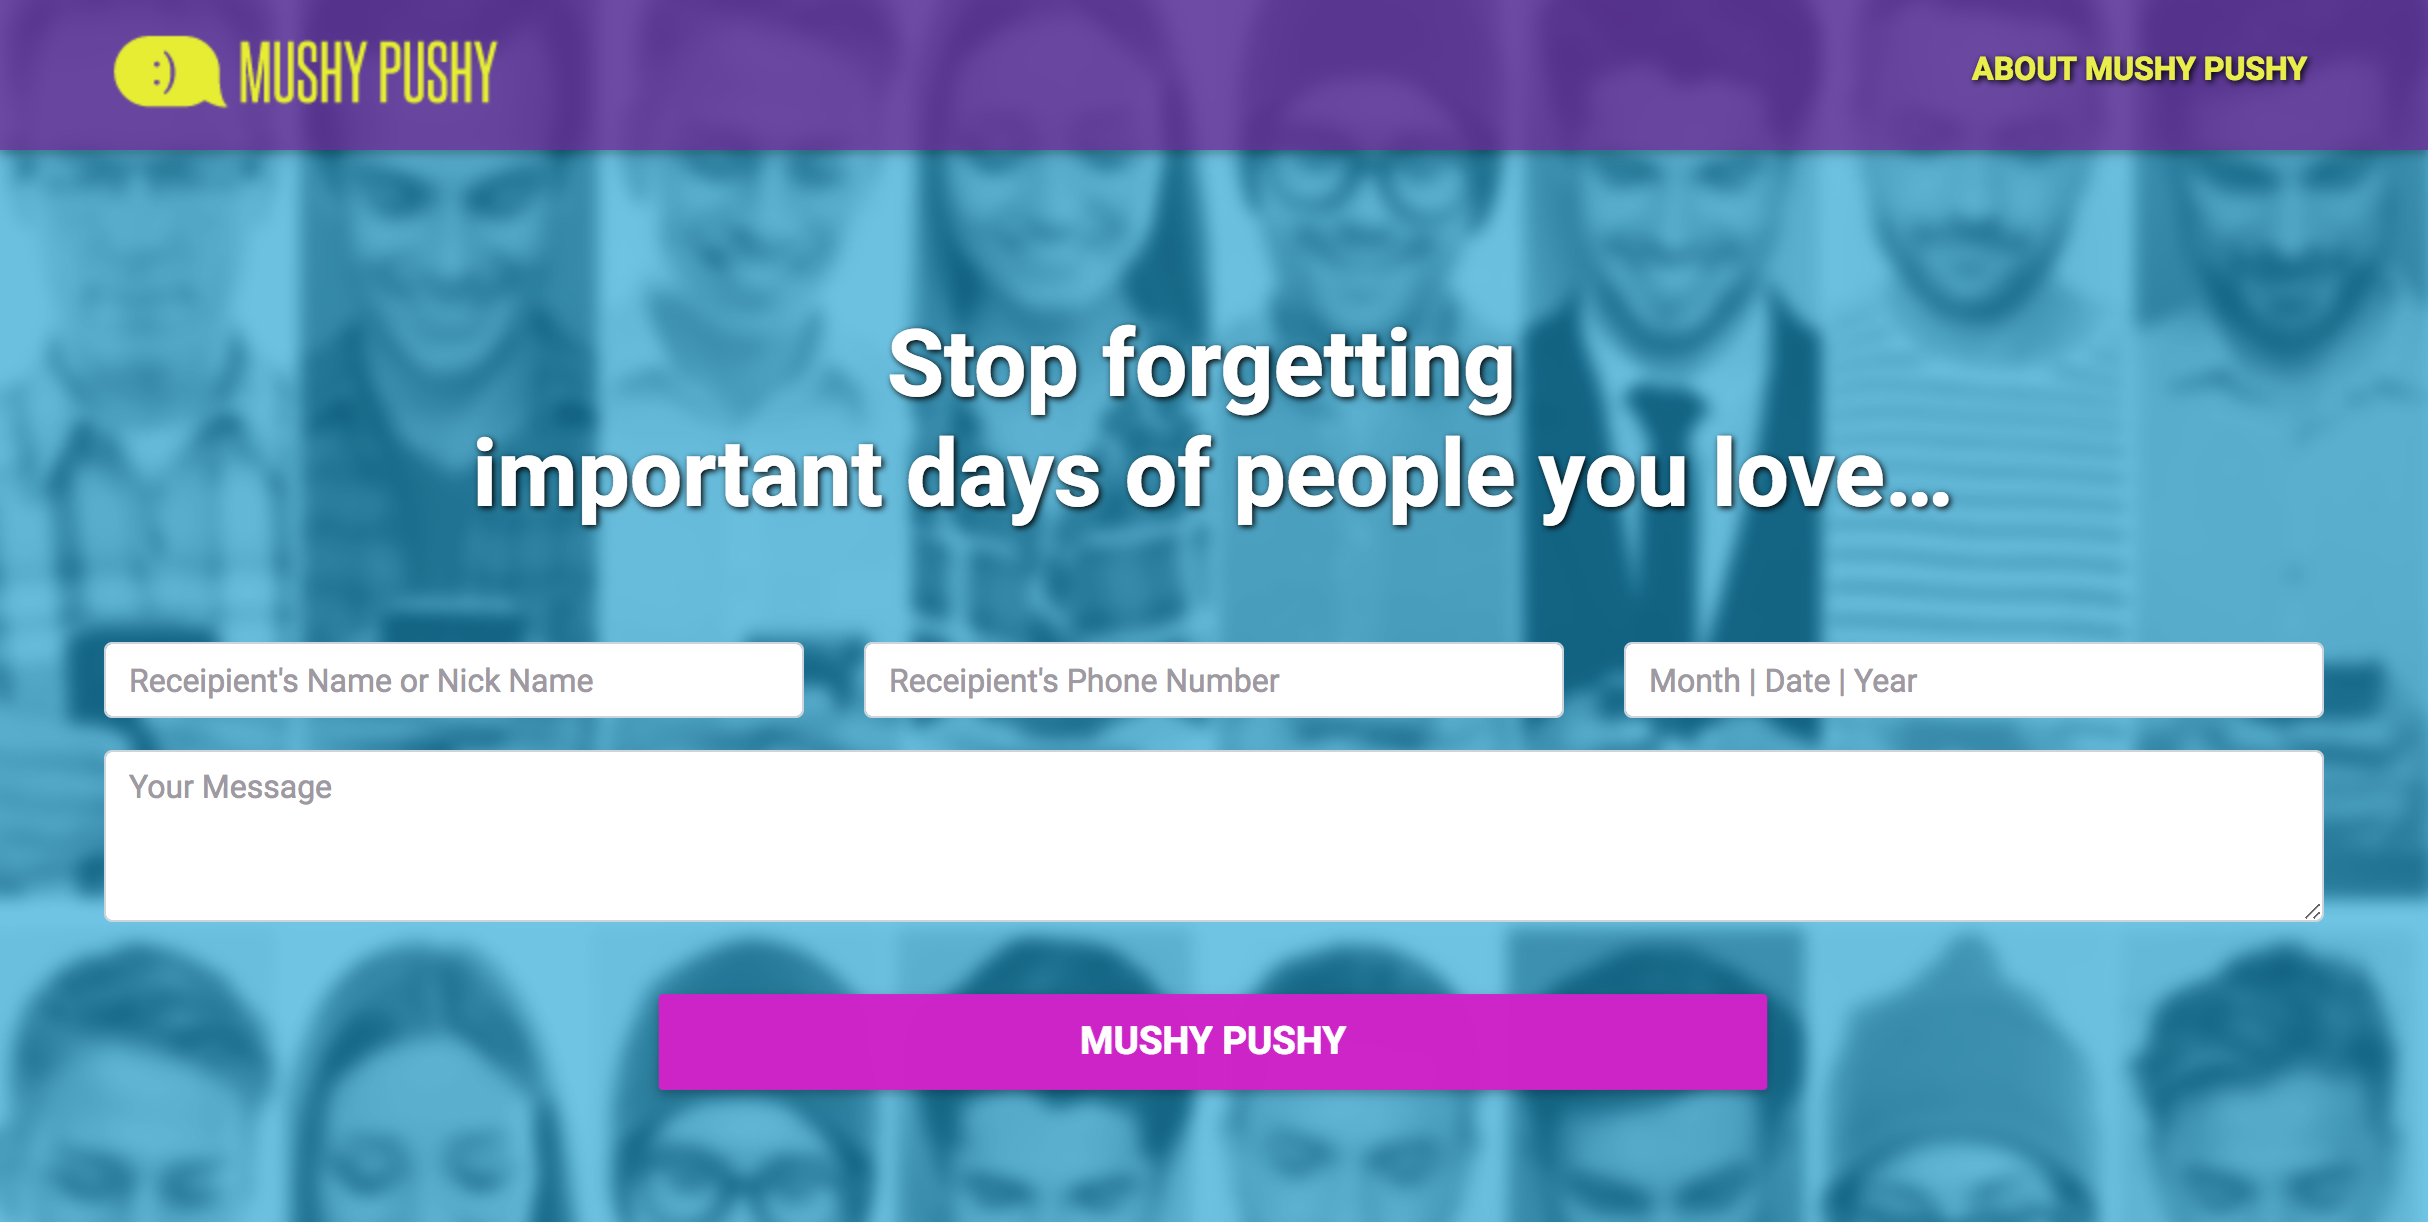 :) MUSHY PUSHY
ABOUT MUSHY PUSHY
Stop forgetting
important days of people you love...
Receipient's Name or Nick Name
Receipient's Phone Number
Month | Date | Year
Your Message
MUSHY PUSHY